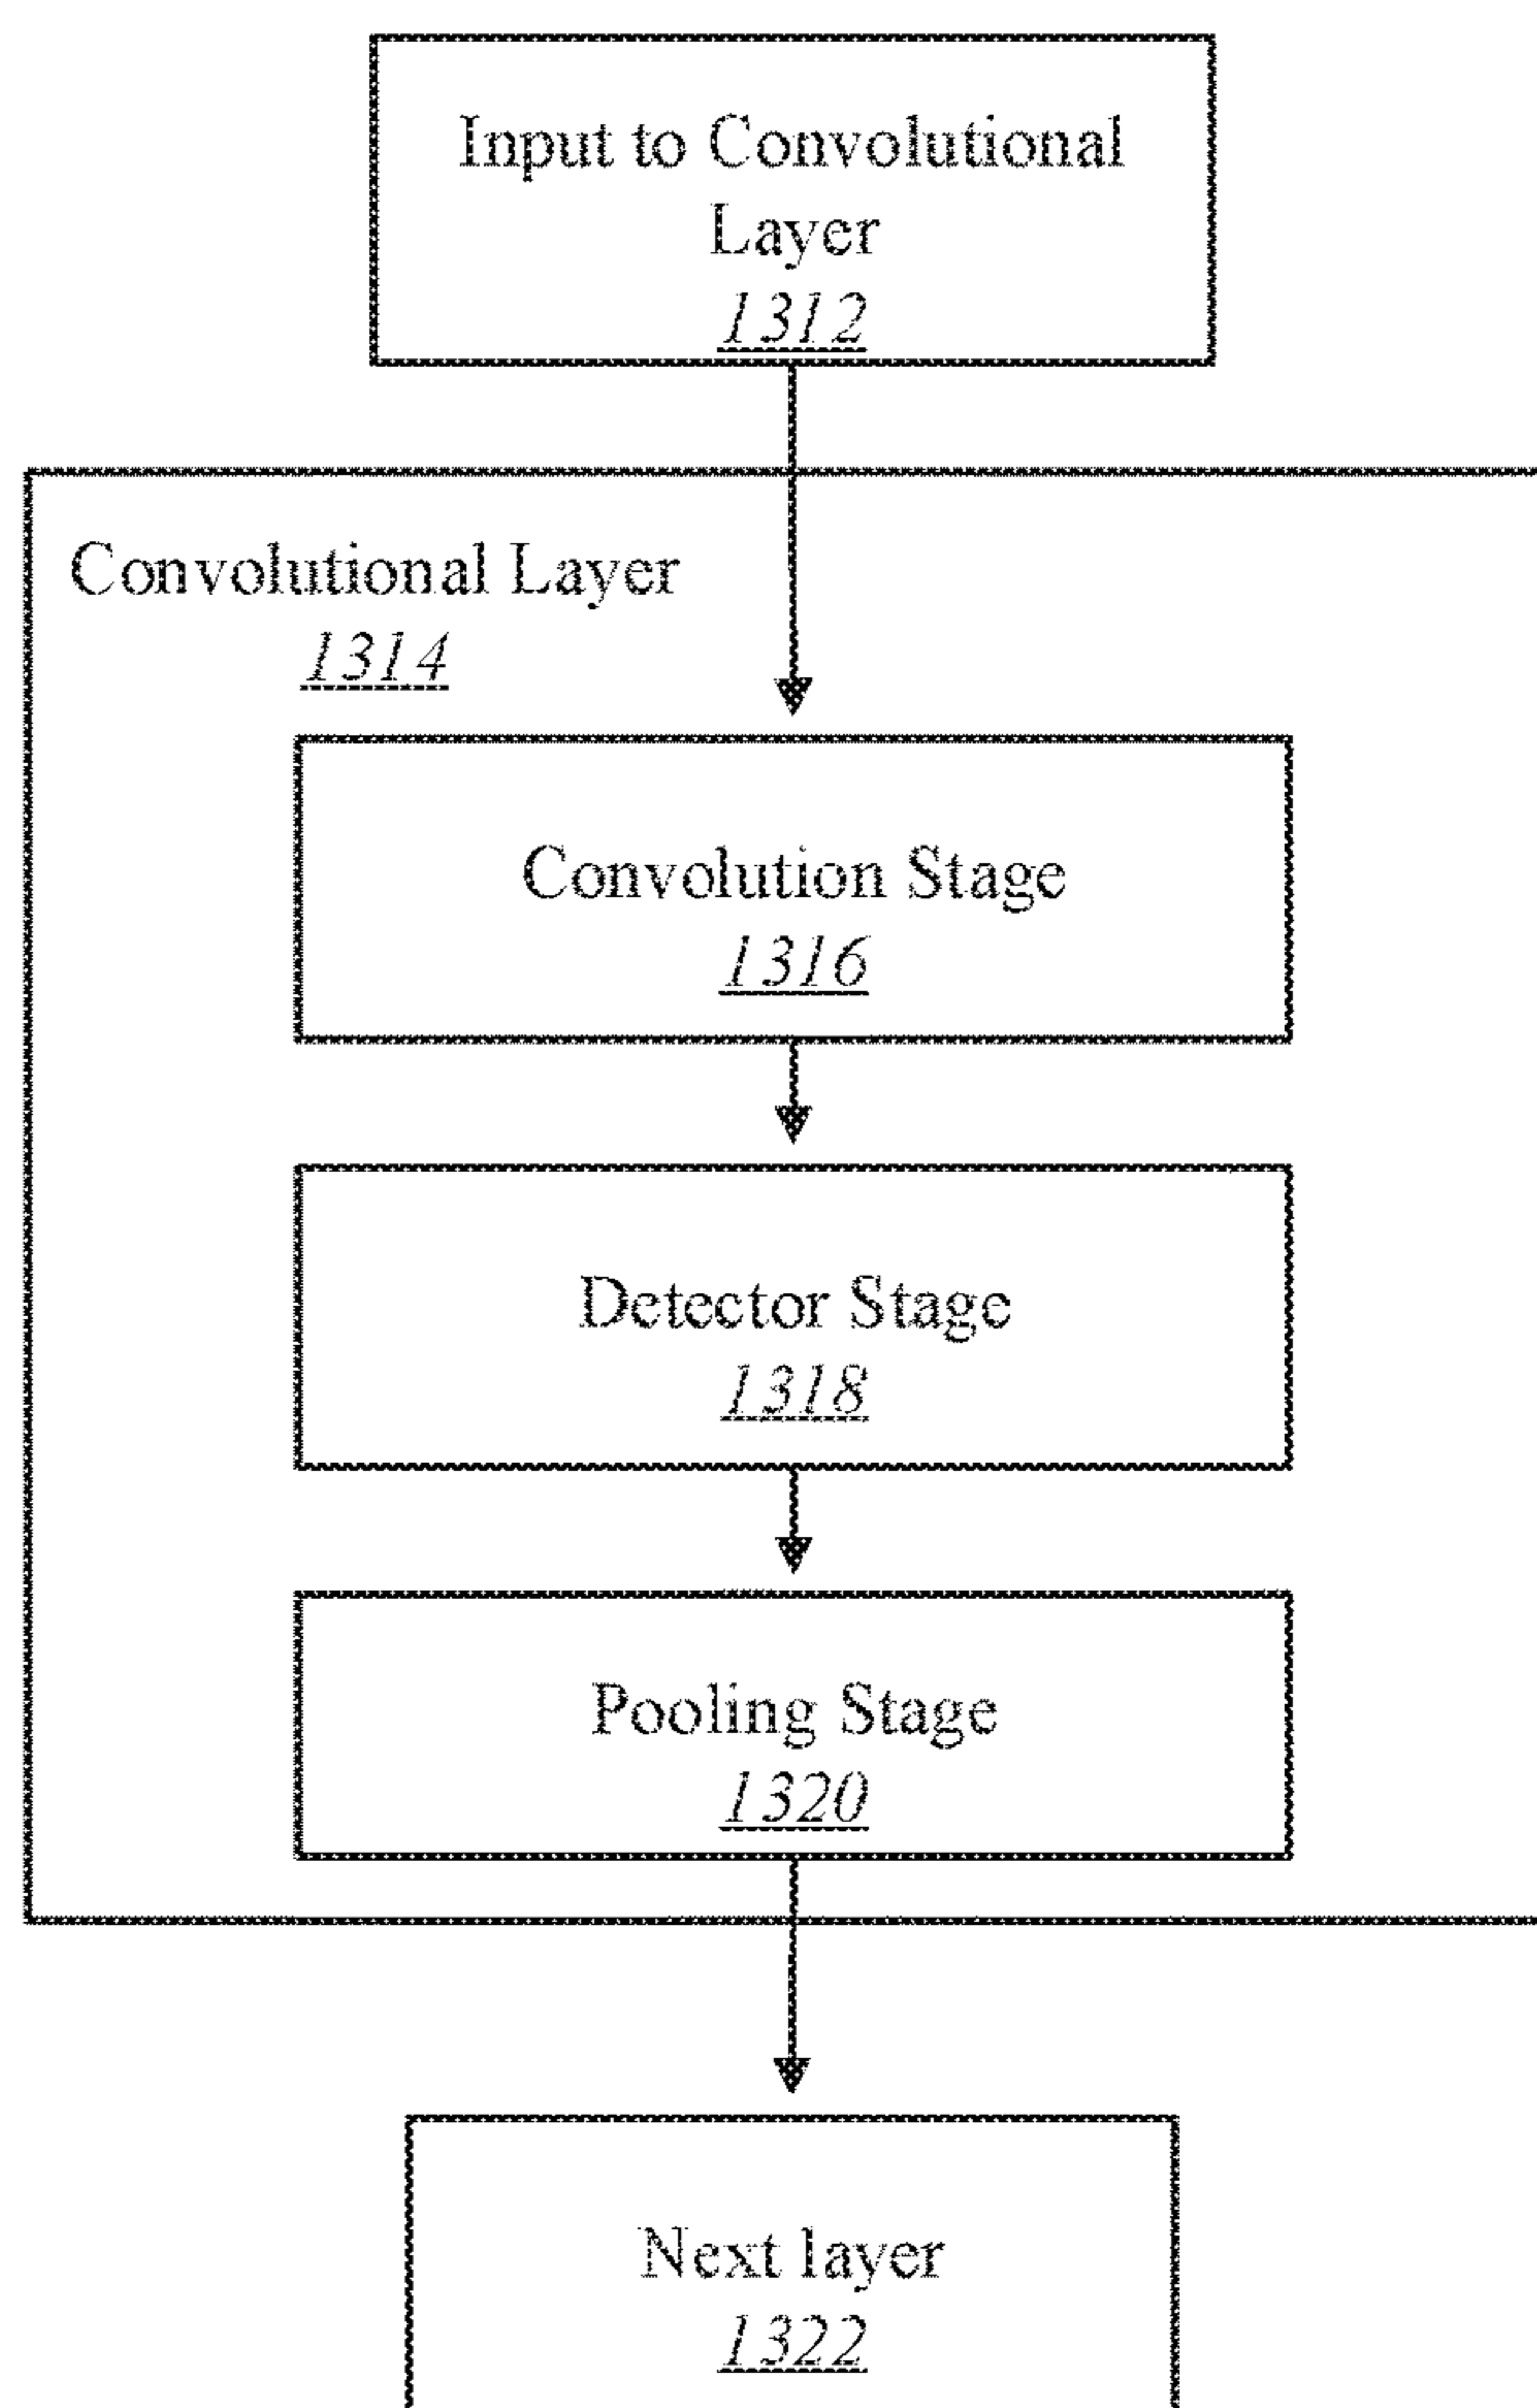 Input to Convolutional
Layer
1312
Convolutional Layer
1314
Convolution Stage
1316
Detector Stage
1318
Pooling Stage
1320
Next layer
1322